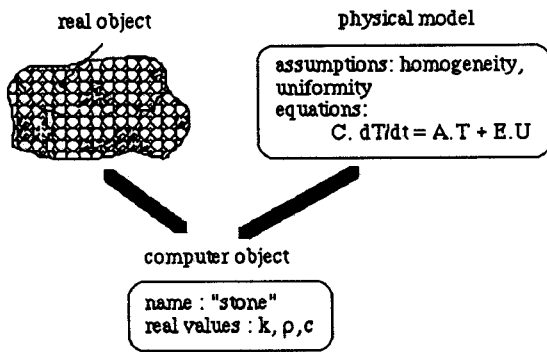 real object
physical model
assumptions: homogeneity,
uniformity
equations:
C. dT/dt = A.T + E.U
computer object
name : "stone"
real values : k, ρ,c